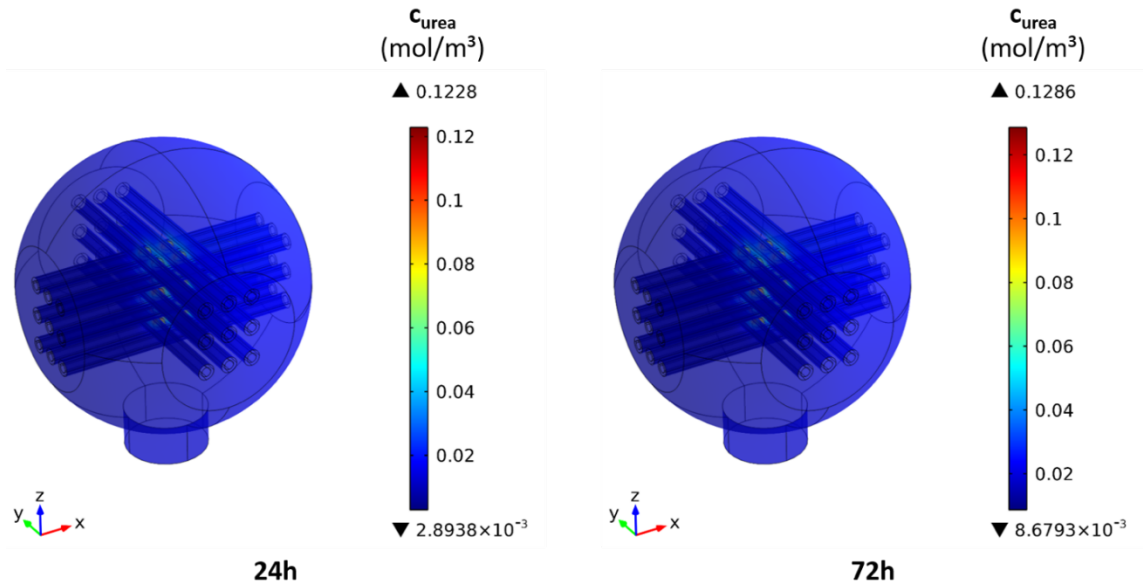 c_urea
(mol/m³)
▲ 0.1228
0.12
0.1
0.08
0.06
0.04
0.02
▼ 2.8938×10⁻³
z
y
x
24h
c_urea
(mol/m³)
▲ 0.1286
0.12
0.1
0.08
0.06
0.04
0.02
▼ 8.6793×10⁻³
z
y
x
72h